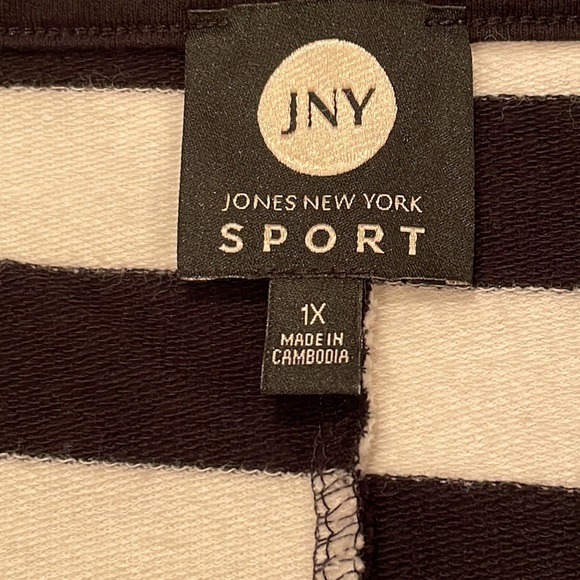 JNY
JONES NEW YORK
SPORT
1X
MADE IN
CAMBODIA